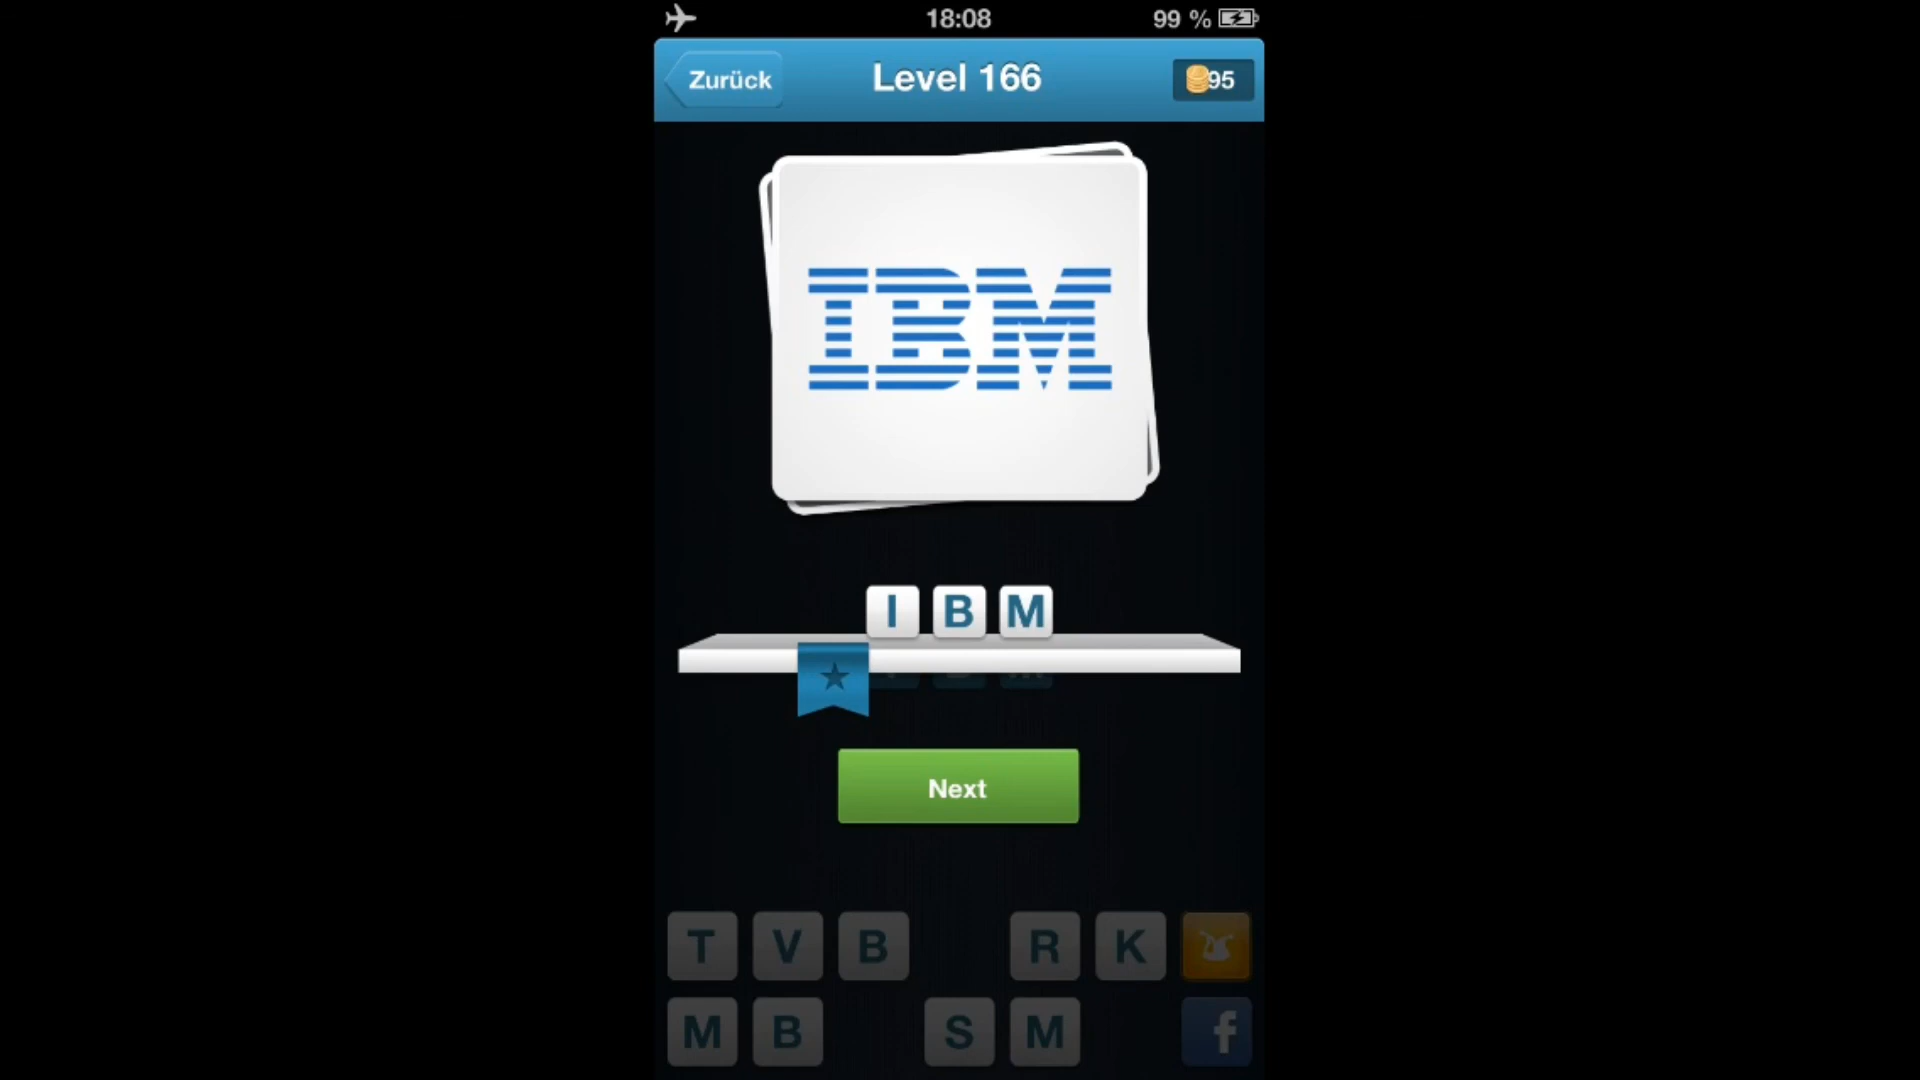 18:08
99 %
Zurück
Level 166
95
IBM
I B M
Next
T V B R K
M B S M
f